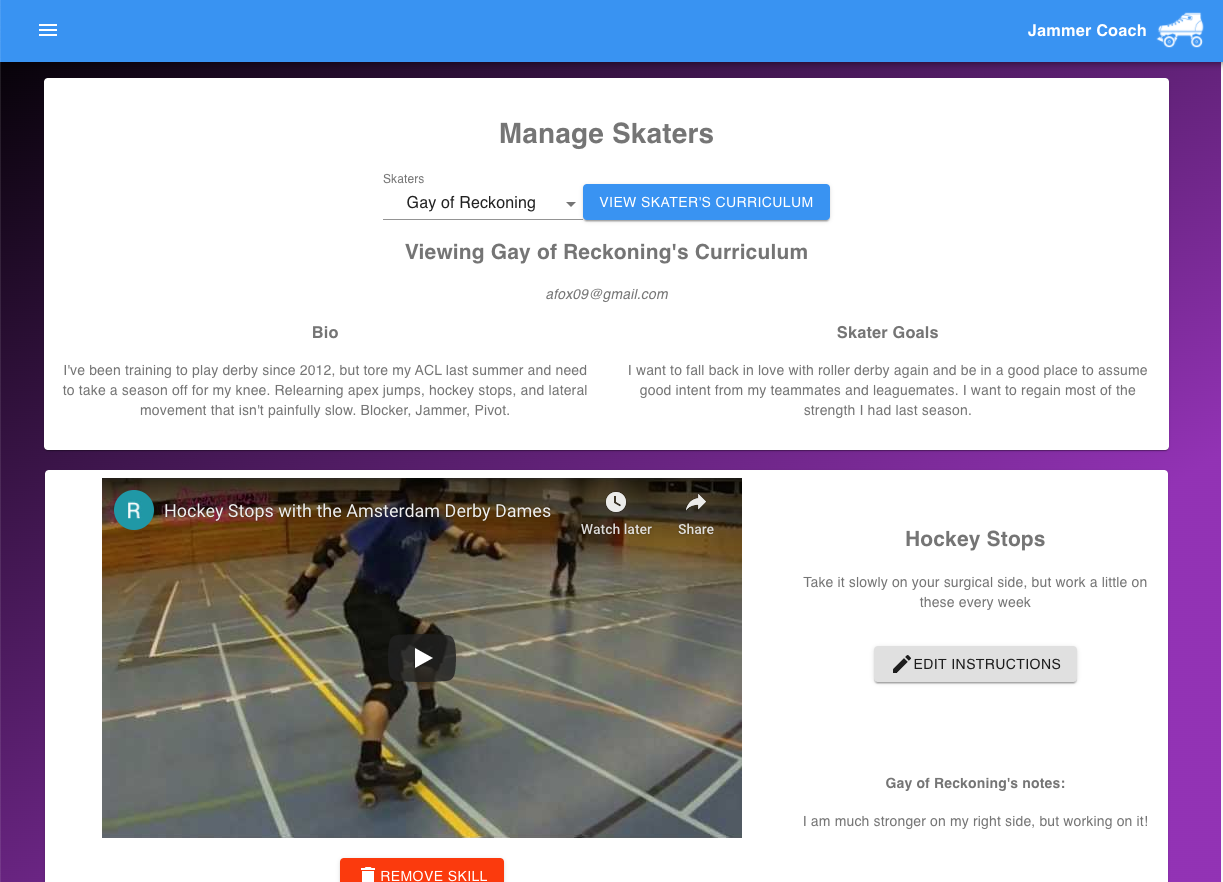 Jammer Coach
Manage Skaters
Skaters
Gay of Reckoning
VIEW SKATER'S CURRICULUM
Viewing Gay of Reckoning's Curriculum
afox09@gmail.com
Bio
I've been training to play derby since 2012, but tore my ACL last summer and need
to take a season off for my knee. Relearning apex jumps, hockey stops, and lateral
movement that isn't painfully slow. Blocker, Jammer, Pivot.
Skater Goals
I want to fall back in love with roller derby again and be in a good place to assume
good intent from my teammates and leaguemates. I want to regain most of the
strength I had last season.
R
Hockey Stops with the Amsterdam Derby Dames
Watch later
Share
REMOVE SKILL
Hockey Stops
Take it slowly on your surgical side, but work a little on
these every week
EDIT INSTRUCTIONS
Gay of Reckoning's notes:
I am much stronger on my right side, but working on it!